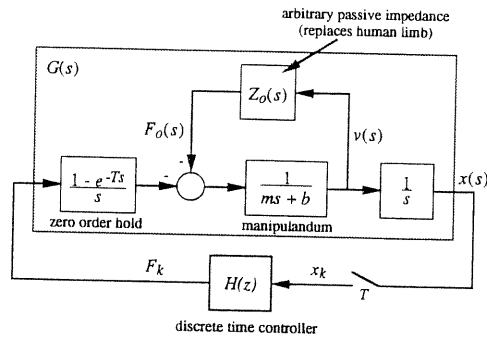 arbitrary passive impedance
(replaces human limb)
G(s)
Z_O(s)
F_O(s)
v(s)
-
-
1 - e^{-Ts}
s
1
ms + b
1
s
x(s)
zero order hold
manipulandum
F_k
H(z)
x_k
T
discrete time controller